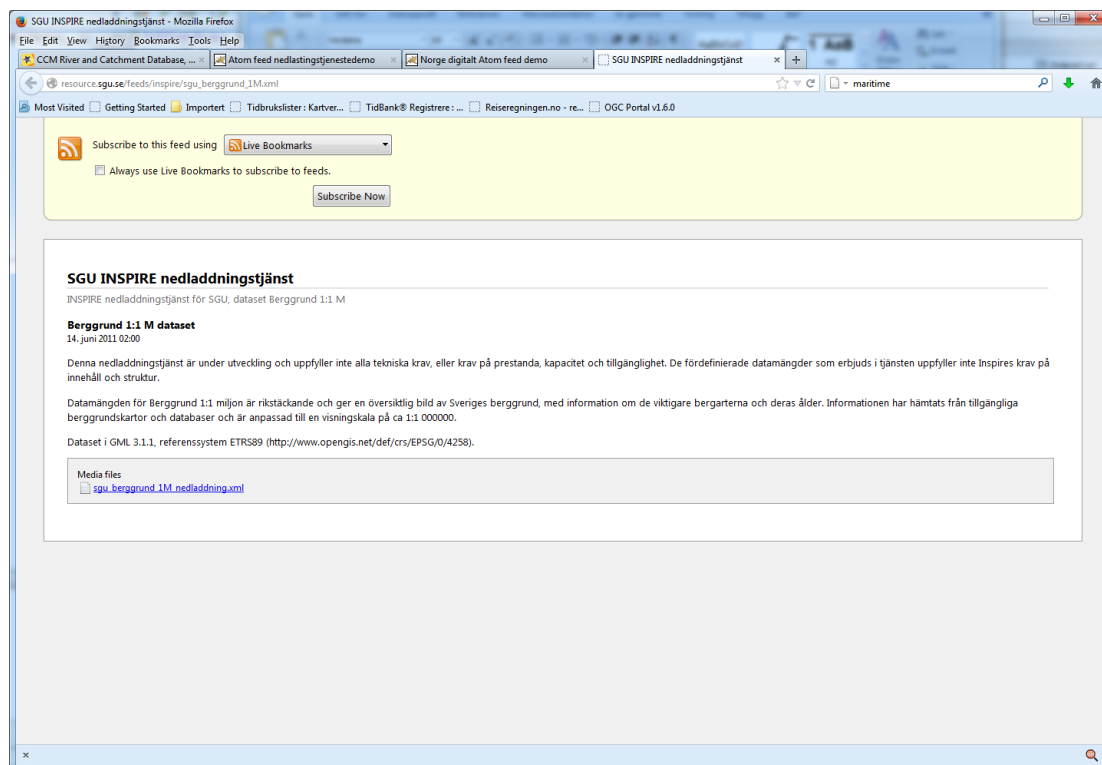 SGU INSPIRE nedladdningstjänst - Mozilla Firefox
File Edit View History Bookmarks Tools Help
CCM River and Catchment Database, ... Atom feed nedlastingstjenestedemo Norge digitalt Atom feed demo SGU INSPIRE nedladdningstjänst
resource.sgu.se/feeds/inspire/sgu_berggrund_1M.xml maritime
Most Visited Getting Started Importert Tidbrukslister : Kartver... TidBank® Registrere : ... Reiseregningen.no - re... OGC Portal v1.6.0
Subscribe to this feed using Live Bookmarks
Always use Live Bookmarks to subscribe to feeds.
Subscribe Now
SGU INSPIRE nedladdningstjänst
INSPIRE nedladdningstjänst för SGU, dataset Berggrund 1:1 M
Berggrund 1:1 M dataset
14. juni 2011 02:00
Denna nedladdningstjänst är under utveckling och uppfyller inte alla tekniska krav, eller krav på prestanda, kapacitet och tillgänglighet. De fördefinierade datamängder som erbjuds i tjänsten uppfyller inte Inspires krav på
innehåll och struktur.
Datamängden för Berggrund 1:1 miljon är rikstäckande och ger en översiktlig bild av Sveriges berggrund, med information om de viktigare bergarterna och deras ålder. Informationen har hämtats från tillgängliga
berggrundskartor och databaser och är anpassad till en visningskala på ca 1:1 000000.
Dataset i GML 3.1.1, referenssystem ETRS89 (http://www.opengis.net/def/crs/EPSG/0/4258).
Media files
sgu_berggrund_1M_nedladdning.xml